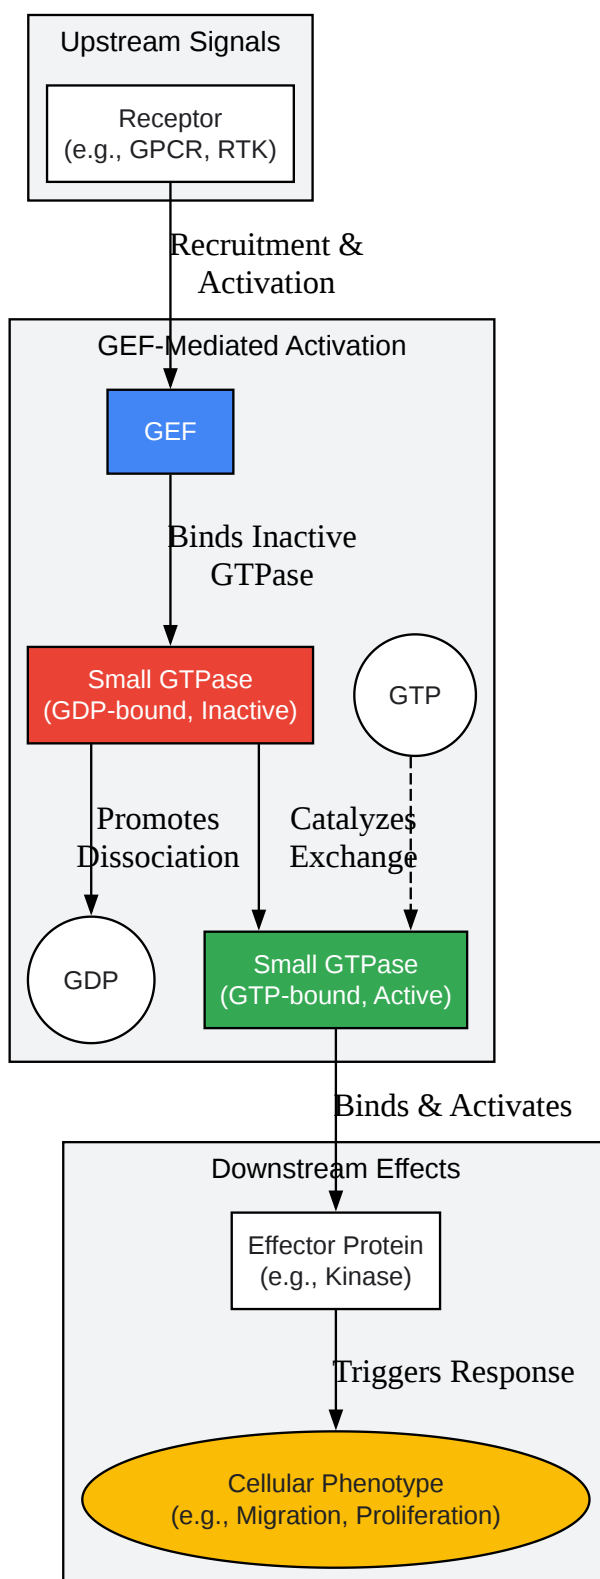 Upstream Signals
Receptor
(e.g., GPCR, RTK)
Recruitment &
Activation
GEF-Mediated Activation
GEF
Binds Inactive
GTPase
Small GTPase
(GDP-bound, Inactive)
GTP
Promotes
Dissociation
Catalyzes
Exchange
GDP
Small GTPase
(GTP-bound, Active)
Binds & Activates
Downstream Effects
Effector Protein
(e.g., Kinase)
Triggers Response
Cellular Phenotype
(e.g., Migration, Proliferation)